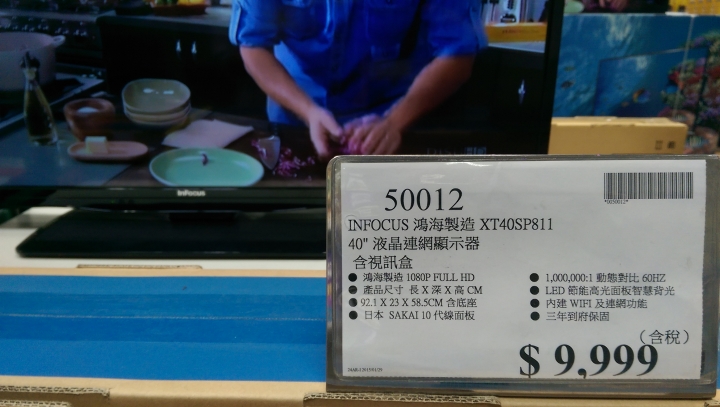 InFocus
50012
*0050012*
INFOCUS 鴻海製造 XT40SP811
40" 液晶連網顯示器
含視訊盒
● 鴻海製造 1080P FULL HD
● 產品尺寸 長 X 深 X 高 CM
● 92.1 X 23 X 58.5CM 含底座
● 日本 SAKAI 10 代線面板
● 1,000,000:1 動態對比 60HZ
● LED 節能高光面板智慧背光
● 內建 WIFI 及連網功能
● 三年到府保固
(含稅)
$ 9,999